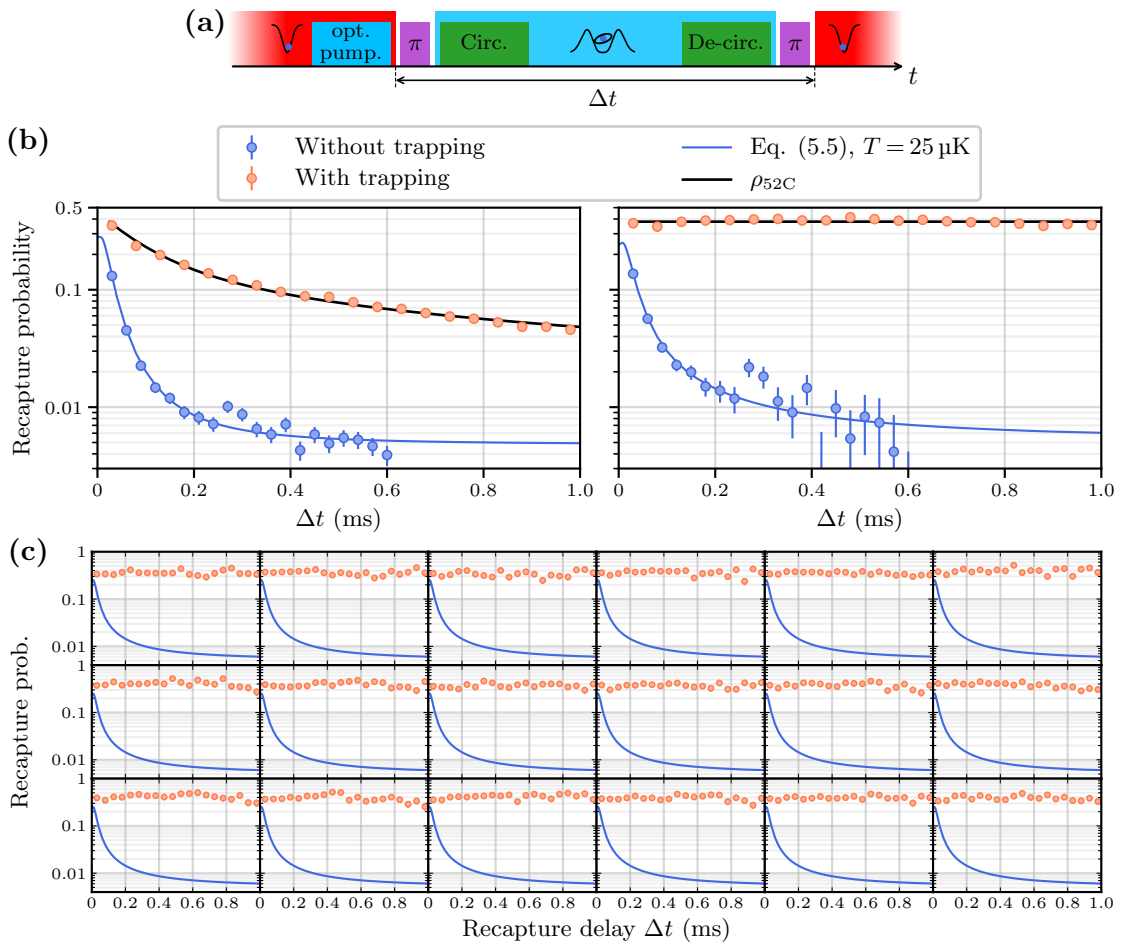 (a)
opt.
pump.
π
Circ.
De-circ.
π
t
Δt
(b)
Without trapping
With trapping
Eq. (5.5), T = 25 µK
ρ52C
Recapture probability
0.5
0.1
0.01
0 0.2 0.4 0.6 0.8 1.0
Δt (ms)
0 0.2 0.4 0.6 0.8 1.0
Δt (ms)
(c)
Recapture prob.
1
0.1
0.01
1
0.1
0.01
1
0.1
0.01
0 0.2 0.4 0.6 0.8 0 0.2 0.4 0.6 0.8 0 0.2 0.4 0.6 0.8 0 0.2 0.4 0.6 0.8 0 0.2 0.4 0.6 0.8 0 0.2 0.4 0.6 0.8 1.0
Recapture delay Δt (ms)